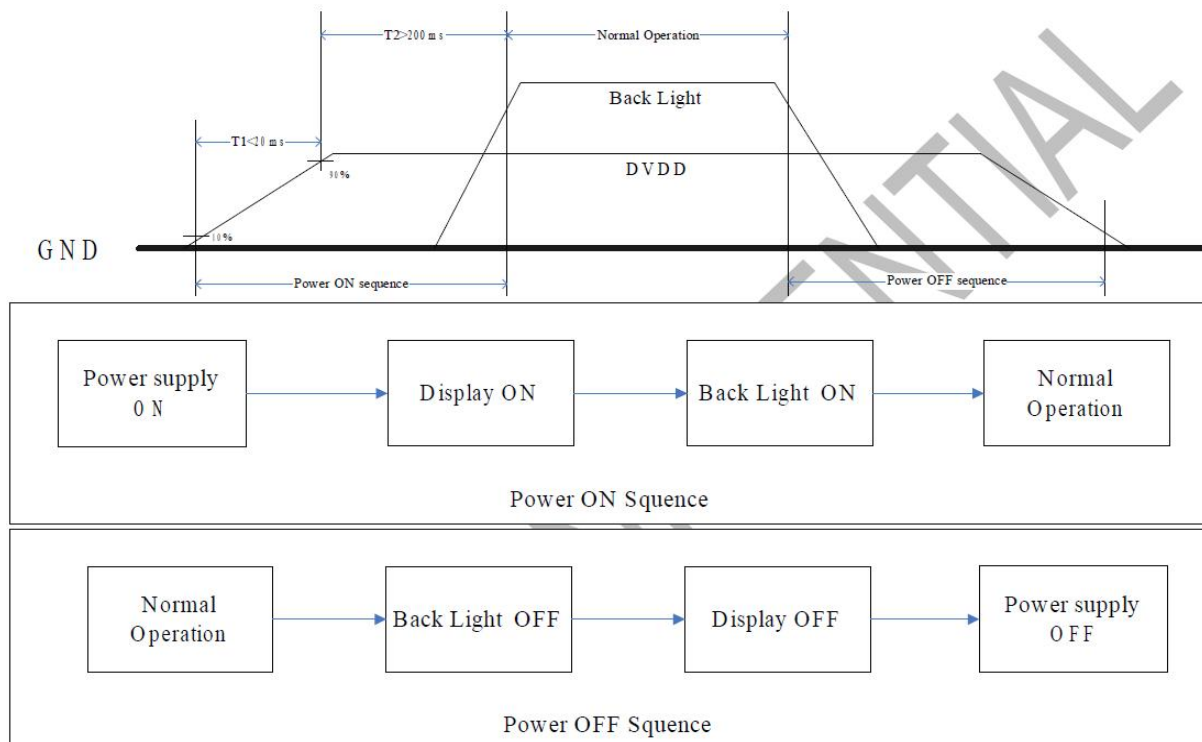 T2>200 ms
Normal Operation
Back Light
T1<20 ms
DVDD
90%
10%
GND
Power ON sequence
Power OFF sequence
Power supply
ON
Display ON
Back Light ON
Normal
Operation
Power ON Squence
Normal
Operation
Back Light OFF
Display OFF
Power supply
OFF
Power OFF Squence